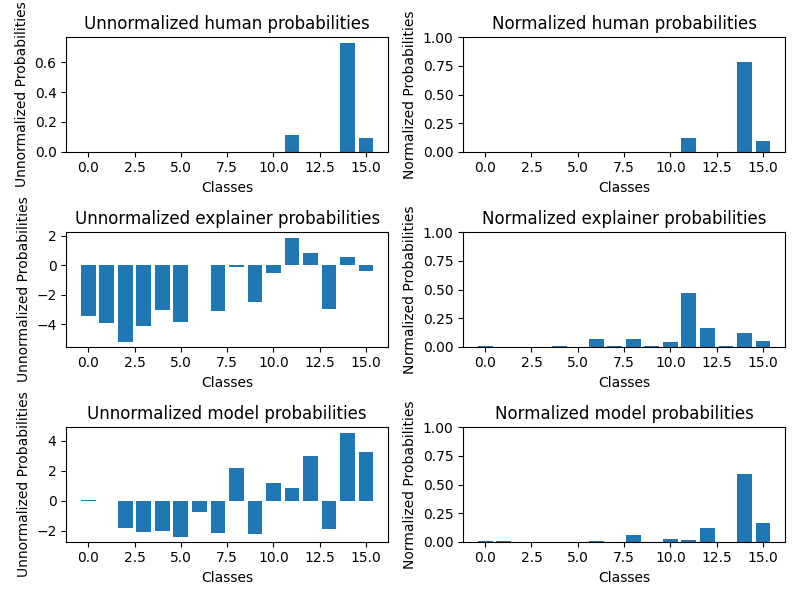 Unnormalized human probabilities
Unnormalized Probabilities
0.6
0.4
0.2
0.0
0.0 2.5 5.0 7.5 10.0 12.5 15.0
Classes
Normalized human probabilities
Normalized Probabilities
1.00
0.75
0.50
0.25
0.00
0.0 2.5 5.0 7.5 10.0 12.5 15.0
Classes
Unnormalized explainer probabilities
Unnormalized Probabilities
2
0
−2
−4
0.0 2.5 5.0 7.5 10.0 12.5 15.0
Classes
Normalized explainer probabilities
Normalized Probabilities
1.00
0.75
0.50
0.25
0.00
0.0 2.5 5.0 7.5 10.0 12.5 15.0
Classes
Unnormalized model probabilities
Unnormalized Probabilities
4
2
0
−2
0.0 2.5 5.0 7.5 10.0 12.5 15.0
Classes
Normalized model probabilities
Normalized Probabilities
1.00
0.75
0.50
0.25
0.00
0.0 2.5 5.0 7.5 10.0 12.5 15.0
Classes